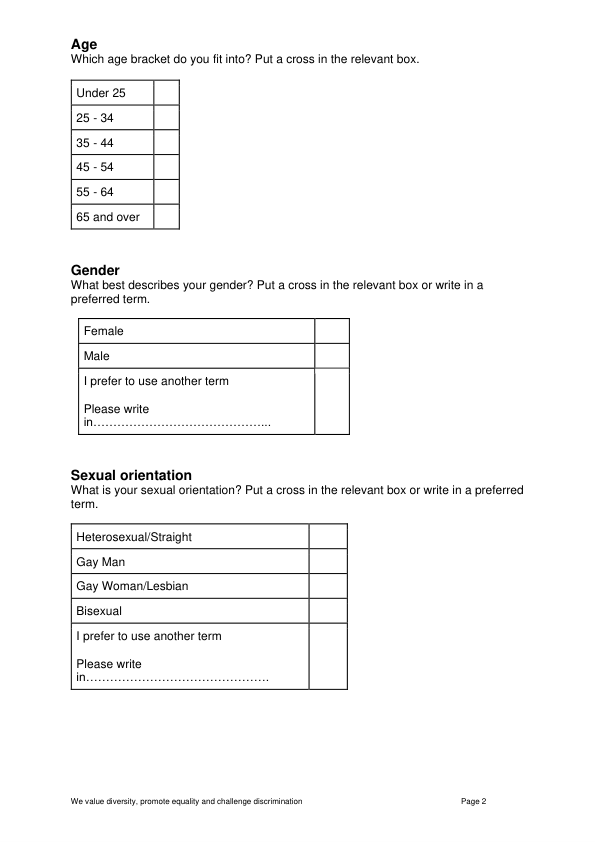 Age
Which age bracket do you fit into? Put a cross in the relevant box.
Under 25
25 - 34
35 - 44
45 - 54
55 - 64
65 and over
Gender
What best describes your gender? Put a cross in the relevant box or write in a
preferred term.
Female
Male
I prefer to use another term
Please write
in……………………………………...
Sexual orientation
What is your sexual orientation? Put a cross in the relevant box or write in a preferred
term.
Heterosexual/Straight
Gay Man
Gay Woman/Lesbian
Bisexual
I prefer to use another term
Please write
in……………………………………….
We value diversity, promote equality and challenge discrimination Page 2